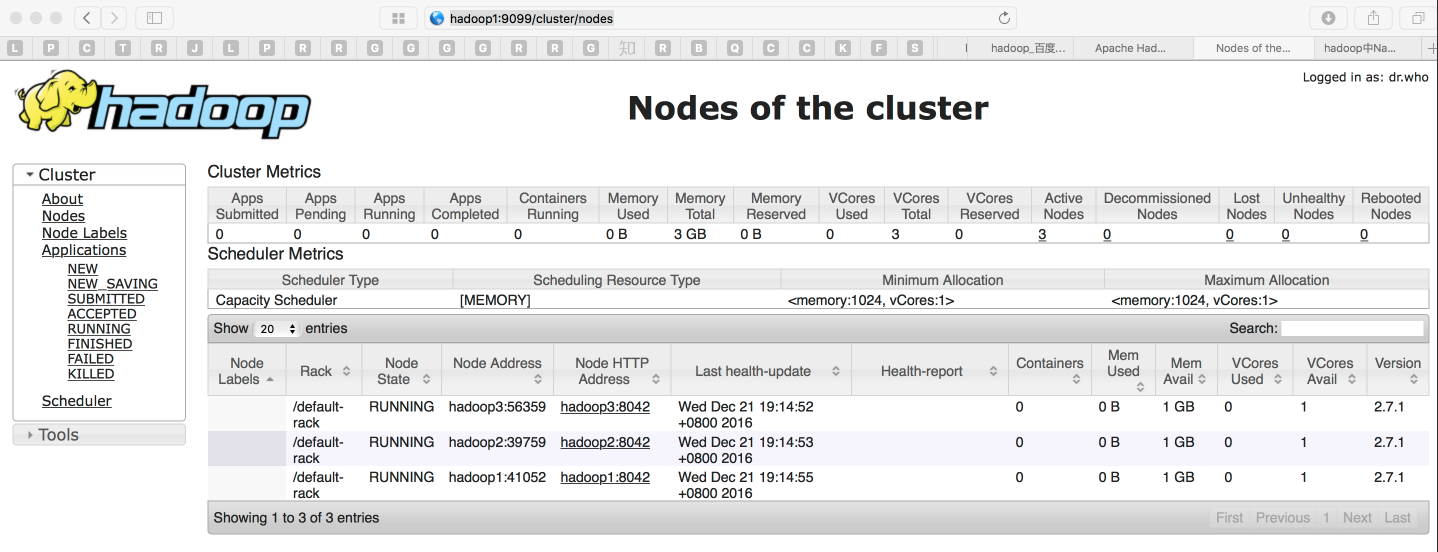 hadoop1:9099/cluster/nodes
L P C T R J L P R R G G G G R R G 知 R B Q C C K F S hadoop_百度... Apache Had... Nodes of the... hadoop中Na...
Logged in as: dr.who
hadoop
Nodes of the cluster
Cluster
About
Nodes
Node Labels
Applications
NEW
NEW_SAVING
SUBMITTED
ACCEPTED
RUNNING
FINISHED
FAILED
KILLED
Scheduler
Tools
Cluster Metrics
Apps Submitted Apps Pending Apps Running Apps Completed Containers Running Memory Used Memory Total Memory Reserved VCores Used VCores Total VCores Reserved Active Nodes Decommissioned Nodes Lost Nodes Unhealthy Nodes Rebooted Nodes
0 0 0 0 0 0 B 3 GB 0 B 0 3 0 3 0 0 0 0
Scheduler Metrics
Scheduler Type Scheduling Resource Type Minimum Allocation Maximum Allocation
Capacity Scheduler [MEMORY] <memory:1024, vCores:1> <memory:1024, vCores:1>
Show 20 entries Search:
Node Labels Rack Node State Node Address Node HTTP Address Last health-update Health-report Containers Mem Used Mem Avail VCores Used VCores Avail Version
/default-rack RUNNING hadoop3:56359 hadoop3:8042 Wed Dec 21 19:14:52 +0800 2016 0 0 B 1 GB 0 1 2.7.1
/default-rack RUNNING hadoop2:39759 hadoop2:8042 Wed Dec 21 19:14:53 +0800 2016 0 0 B 1 GB 0 1 2.7.1
/default-rack RUNNING hadoop1:41052 hadoop1:8042 Wed Dec 21 19:14:55 +0800 2016 0 0 B 1 GB 0 1 2.7.1
Showing 1 to 3 of 3 entries First Previous 1 Next Last